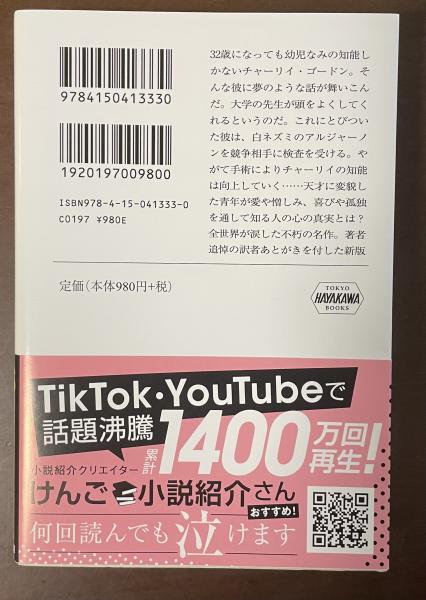 9784150413330
1920197009800
ISBN978-4-15-041333-0
C0197 ¥980E
定価(本体980円+税)
32歳になっても幼児なみの知能し
かないチャーリイ・ゴードン。そ
んな彼に夢のような話が舞いこん
だ。大学の先生が頭をよくしてく
れるというのだ。これにとびつい
た彼は、白ネズミのアルジャーノ
ンを競争相手に検査を受ける。や
がて手術によりチャーリイの知能
は向上していく……天才に変貌し
た青年が愛や憎しみ、喜びや孤独
を通して知る人の心の真実とは?
全世界が涙した不朽の名作。著者
追悼の訳者あとがきを付した新版
TOKYO
HAYAKAWA
BOOKS
TikTok・YouTubeで
話題沸騰
累計
1400万回再生!
小説紹介クリエイター
けんご 小説紹介さん
おすすめ!
何回読んでも泣けます